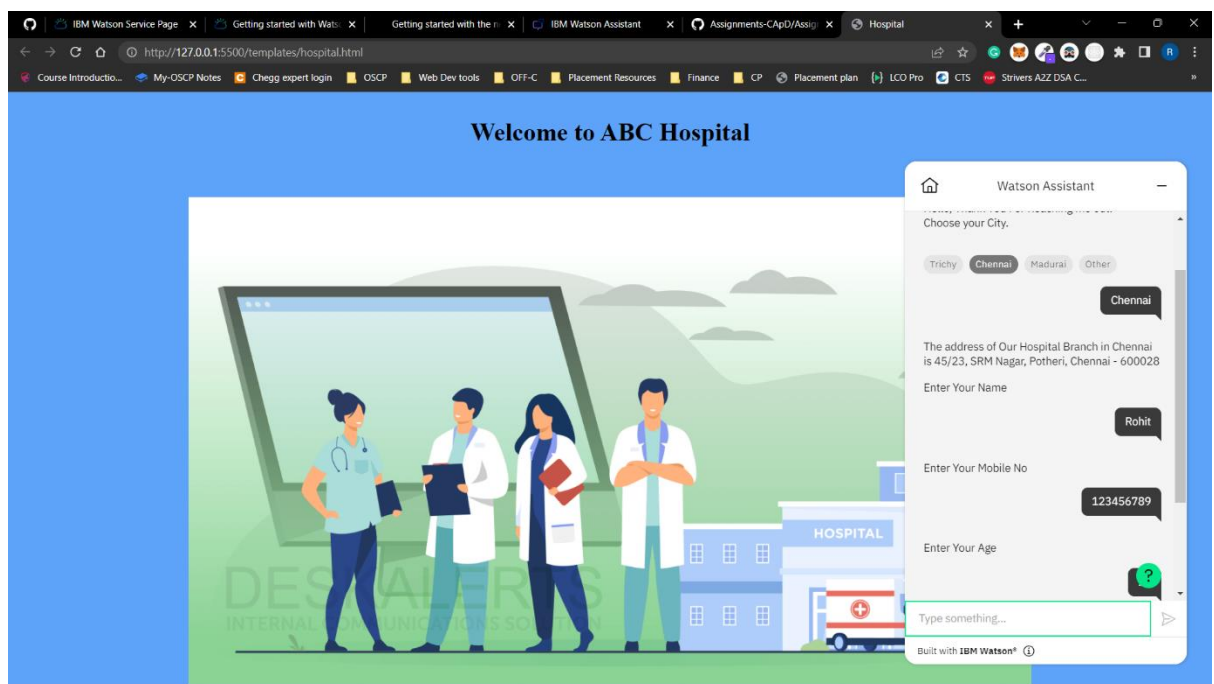 IBM Watson Service Page
Getting started with Wats
Getting started with the n
IBM Watson Assistant
Assignments-CApD/Assig
Hospital
http://127.0.0.1:5500/templates/hospital.html
R
Course Introductio...
My-OSCP Notes
Chegg expert login
OSCP
Web Dev tools
OFF-C
Placement Resources
Finance
CP
Placement plan
LCO Pro
CTS
Strivers A2Z DSA C...
Welcome to ABC Hospital
HOSPITAL
DESKALERTS
Watson Assistant
Choose your City.
Trichy
Chennai
Madurai
Other
Chennai
The address of Our Hospital Branch in Chennai
is 45/23, SRM Nagar, Potheri, Chennai - 600028
Enter Your Name
Rohit
Enter Your Mobile No
123456789
Enter Your Age
?
Type something...
Built with IBM Watson®